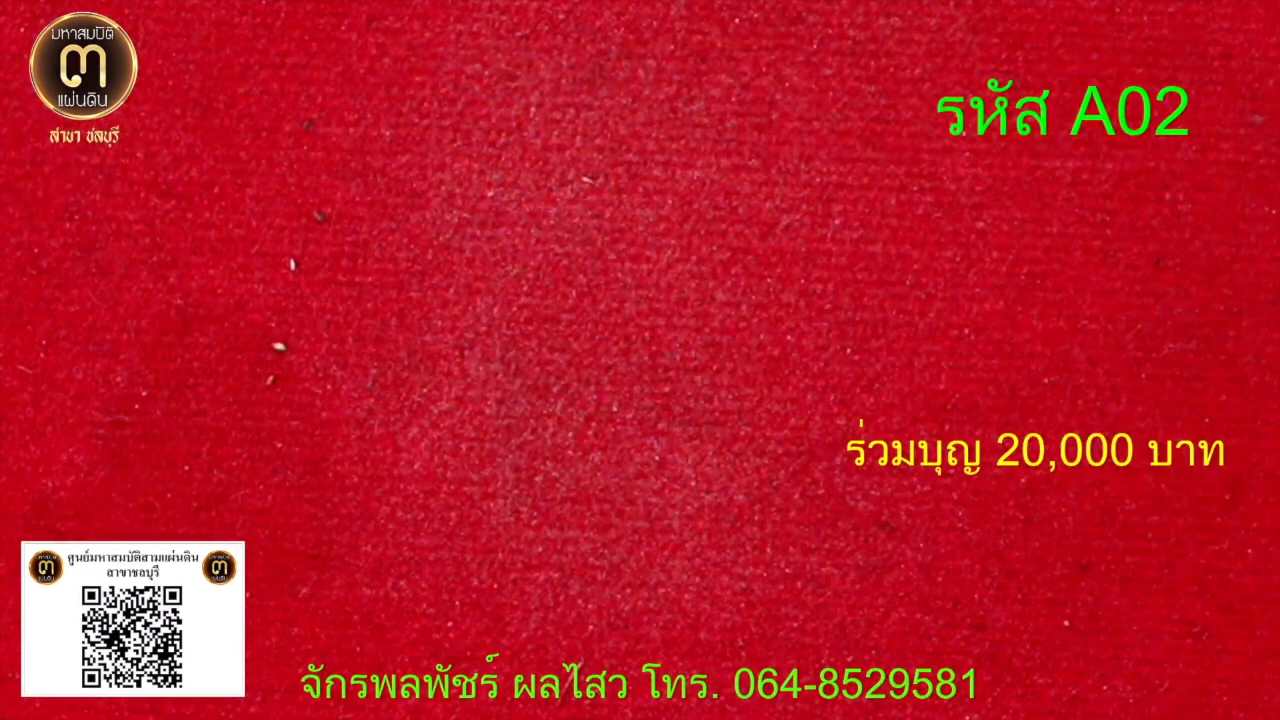 มหาสมบัติ
๓
แผ่นดิน
สาขา ชลบุรี
รหัส A02
ร่วมบุญ 20,000 บาท
ศูนย์มหาสมบัติสามแผ่นดิน
สาขาชลบุรี
จักรพลพัชร์ ผลไสว โทร. 064-8529581